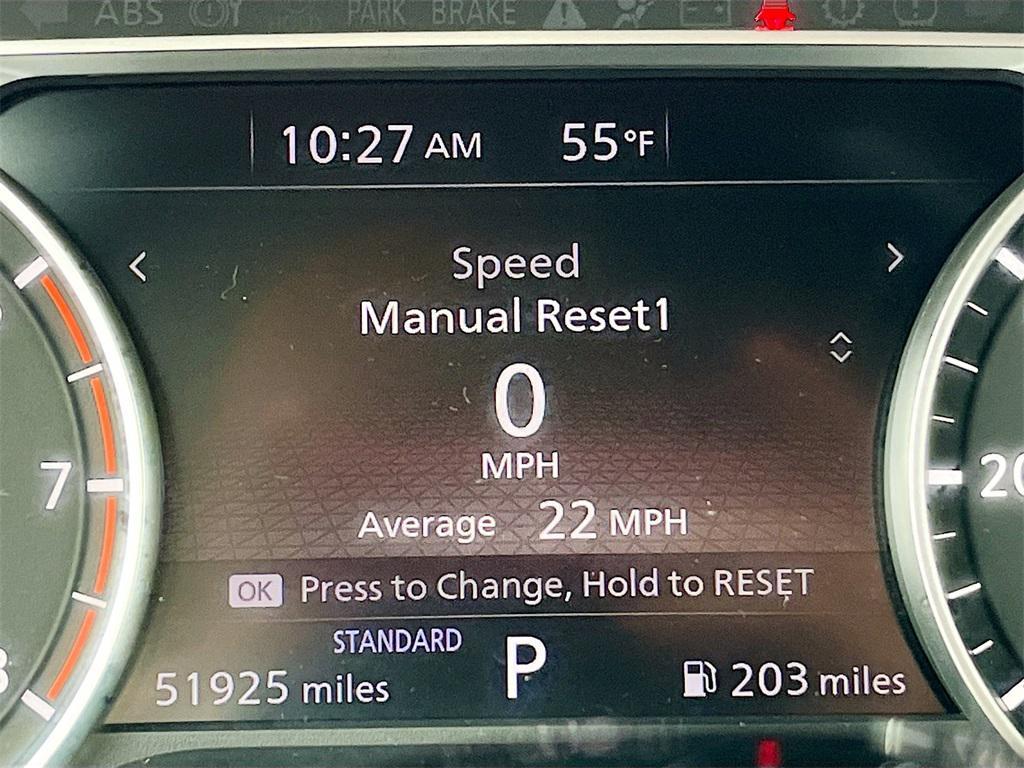 ABS PARK BRAKE
10:27 AM 55°F
< Speed >
Manual Reset1
0
MPH
7
20
Average 22 MPH
OK Press to Change, Hold to RESET
STANDARD
P
51925 miles 203 miles